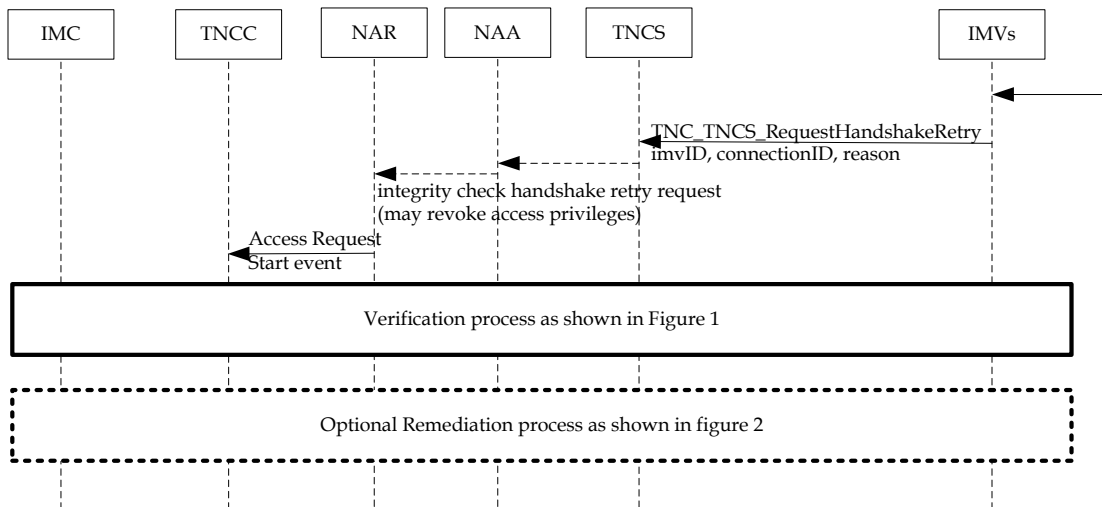 IMC
TNCC
NAR
NAA
TNCS
IMVs
TNC_TNCS_RequestHandshakeRetry
imvID, connectionID, reason
integrity check handshake retry request
(may revoke access privileges)
Access Request
Start event
Verification process as shown in Figure 1
Optional Remediation process as shown in figure 2